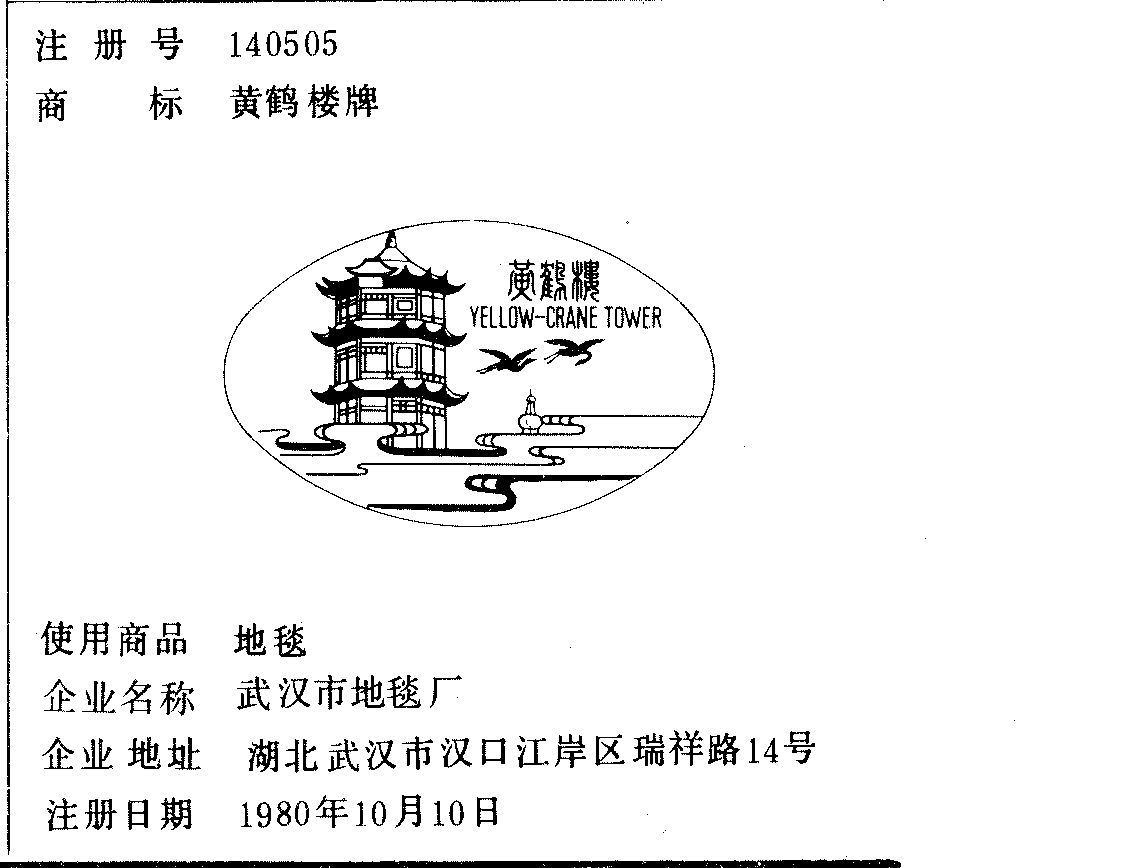 注册号 140505
商标 黄鹤楼牌
黃鶴樓
YELLOW-CRANE TOWER
使用商品 地毯
企业名称 武汉市地毯厂
企业地址 湖北武汉市汉口江岸区瑞祥路14号
注册日期 1980年10月10日